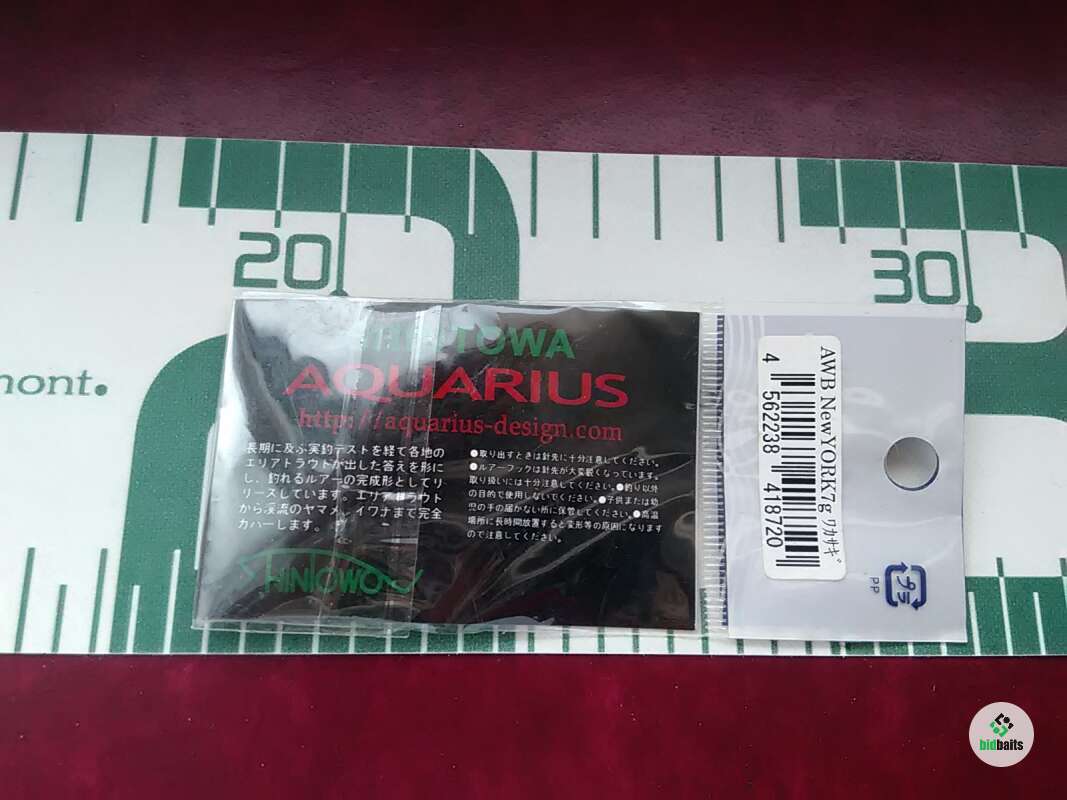 20
30
mont.
TOWA
AQUARIUS
http://aquarius-design.com
長期に及ぶ実釣テストを経て各地の
エリアトラウトが出した答えを形に
し、釣れるルアーの完成形としてリ
リースしています。エリアトラウト
から渓流のヤマメ、イワナまで完全
カバーします。
●取り出すときは針先に十分注意してください。
●ルアーフックは針先が大変鋭くなっています。
取り扱いには十分注意してください。●釣り以外
の目的で使用しないでください。●子供または幼
児の手の届かない所に保管してください。●高温
場所に長時間放置すると変形等の原因になります
ので注意してください。
SHINTOWA
AWB NewYORK7g ワカサギ
4 562238 418720
プラ
PP
bidbaits